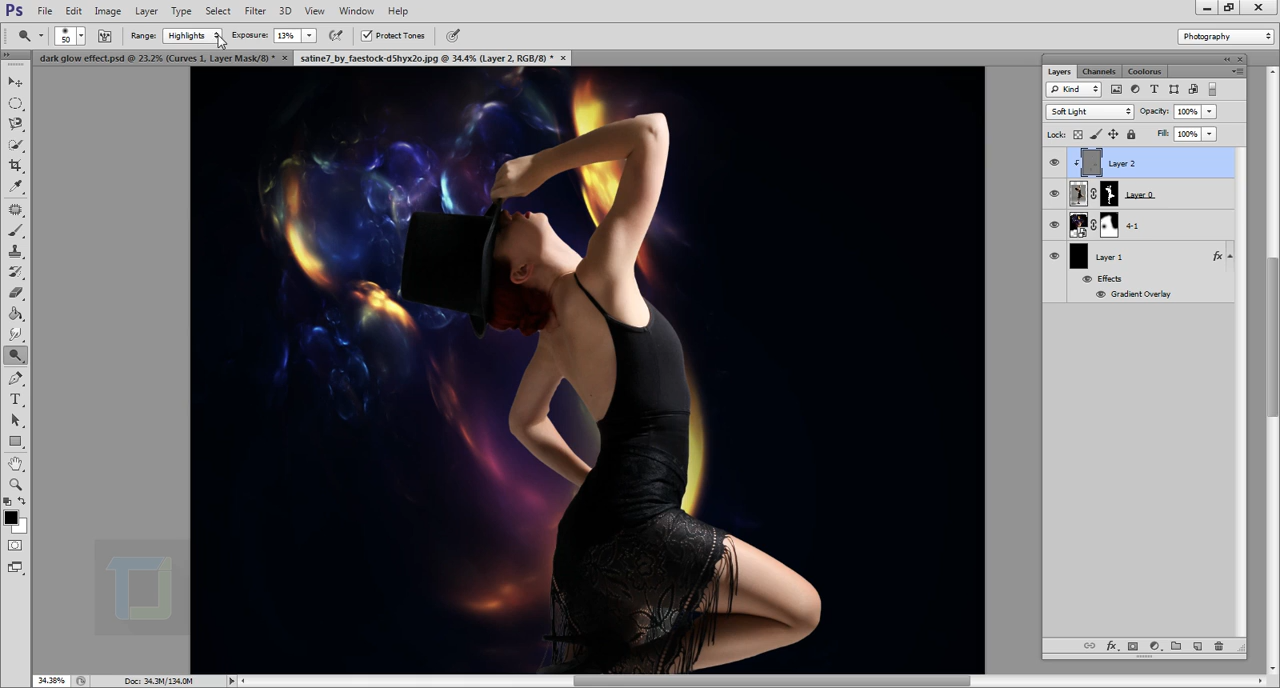 Ps File Edit Image Layer Type Select Filter 3D View Window Help
50 Range: Highlights Exposure: 13% Protect Tones Photography
dark glow effect.psd @ 23.2% (Curves 1, Layer Mask/8) * × satine7_by_faestock-d5hyx2o.jpg @ 34.4% (Layer 2, RGB/8) * ×
Layers Channels Coolorus
Kind
Soft Light Opacity: 100%
Lock: Fill: 100%
Layer 2
Layer 0
4-1
Layer 1 fx
Effects
Gradient Overlay
34.38% Doc: 34.3M/134.0M